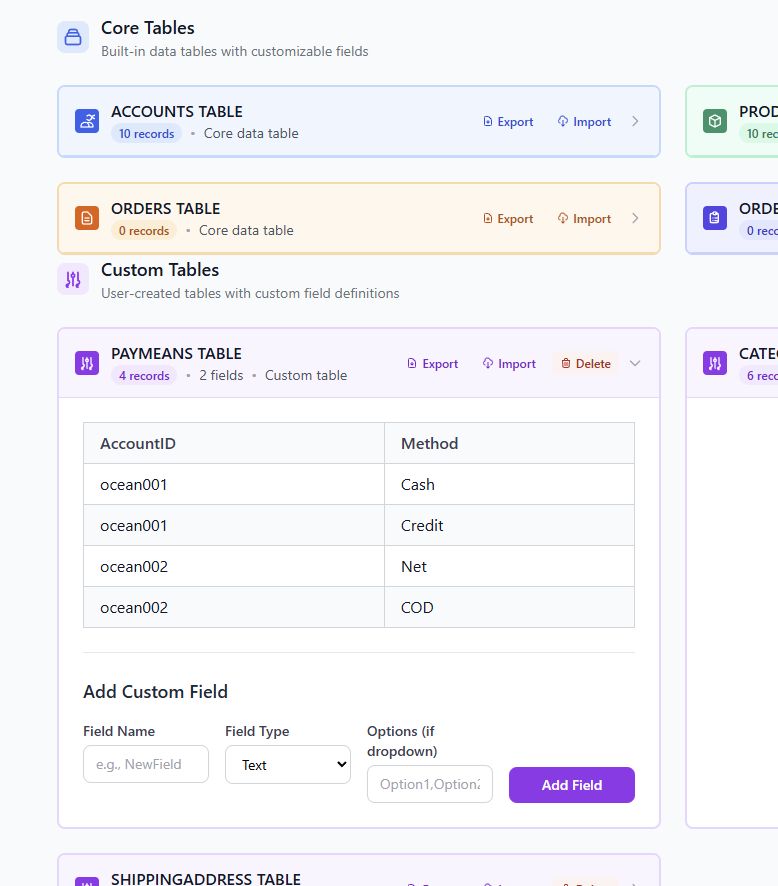 Core Tables
Built-in data tables with customizable fields
ACCOUNTS TABLE
10 records • Core data table
Export Import
PROD
10 rec
ORDERS TABLE
0 records • Core data table
Export Import
ORDE
0 reco
Custom Tables
User-created tables with custom field definitions
PAYMEANS TABLE
4 records • 2 fields • Custom table
Export Import Delete
CATEG
6 reco
AccountID Method
ocean001 Cash
ocean001 Credit
ocean002 Net
ocean002 COD
Add Custom Field
Field Name
e.g., NewField
Field Type
Text
Options (if
dropdown)
Option1,Option2
Add Field
SHIPPINGADDRESS TABLE